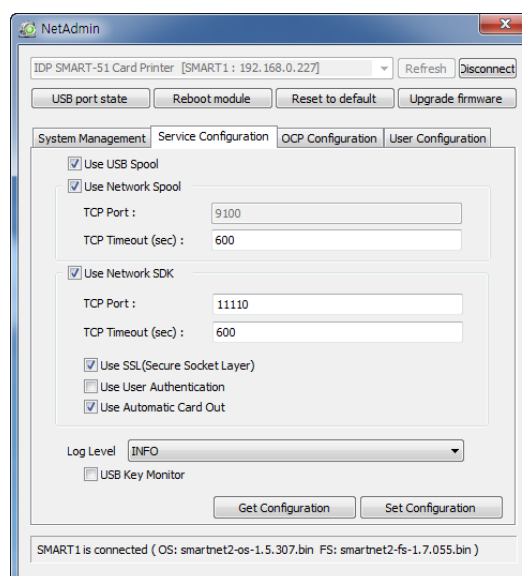 NetAdmin
IDP SMART-51 Card Printer [SMART1 : 192.168.0.227] Refresh Disconnect
USB port state Reboot module Reset to default Upgrade firmware
System Management Service Configuration OCP Configuration User Configuration
Use USB Spool
Use Network Spool
TCP Port : 9100
TCP Timeout (sec) : 600
Use Network SDK
TCP Port : 11110
TCP Timeout (sec) : 600
Use SSL(Secure Socket Layer)
Use User Authentication
Use Automatic Card Out
Log Level INFO
USB Key Monitor
Get Configuration Set Configuration
SMART1 is connected ( OS: smartnet2-os-1.5.307.bin FS: smartnet2-fs-1.7.055.bin )